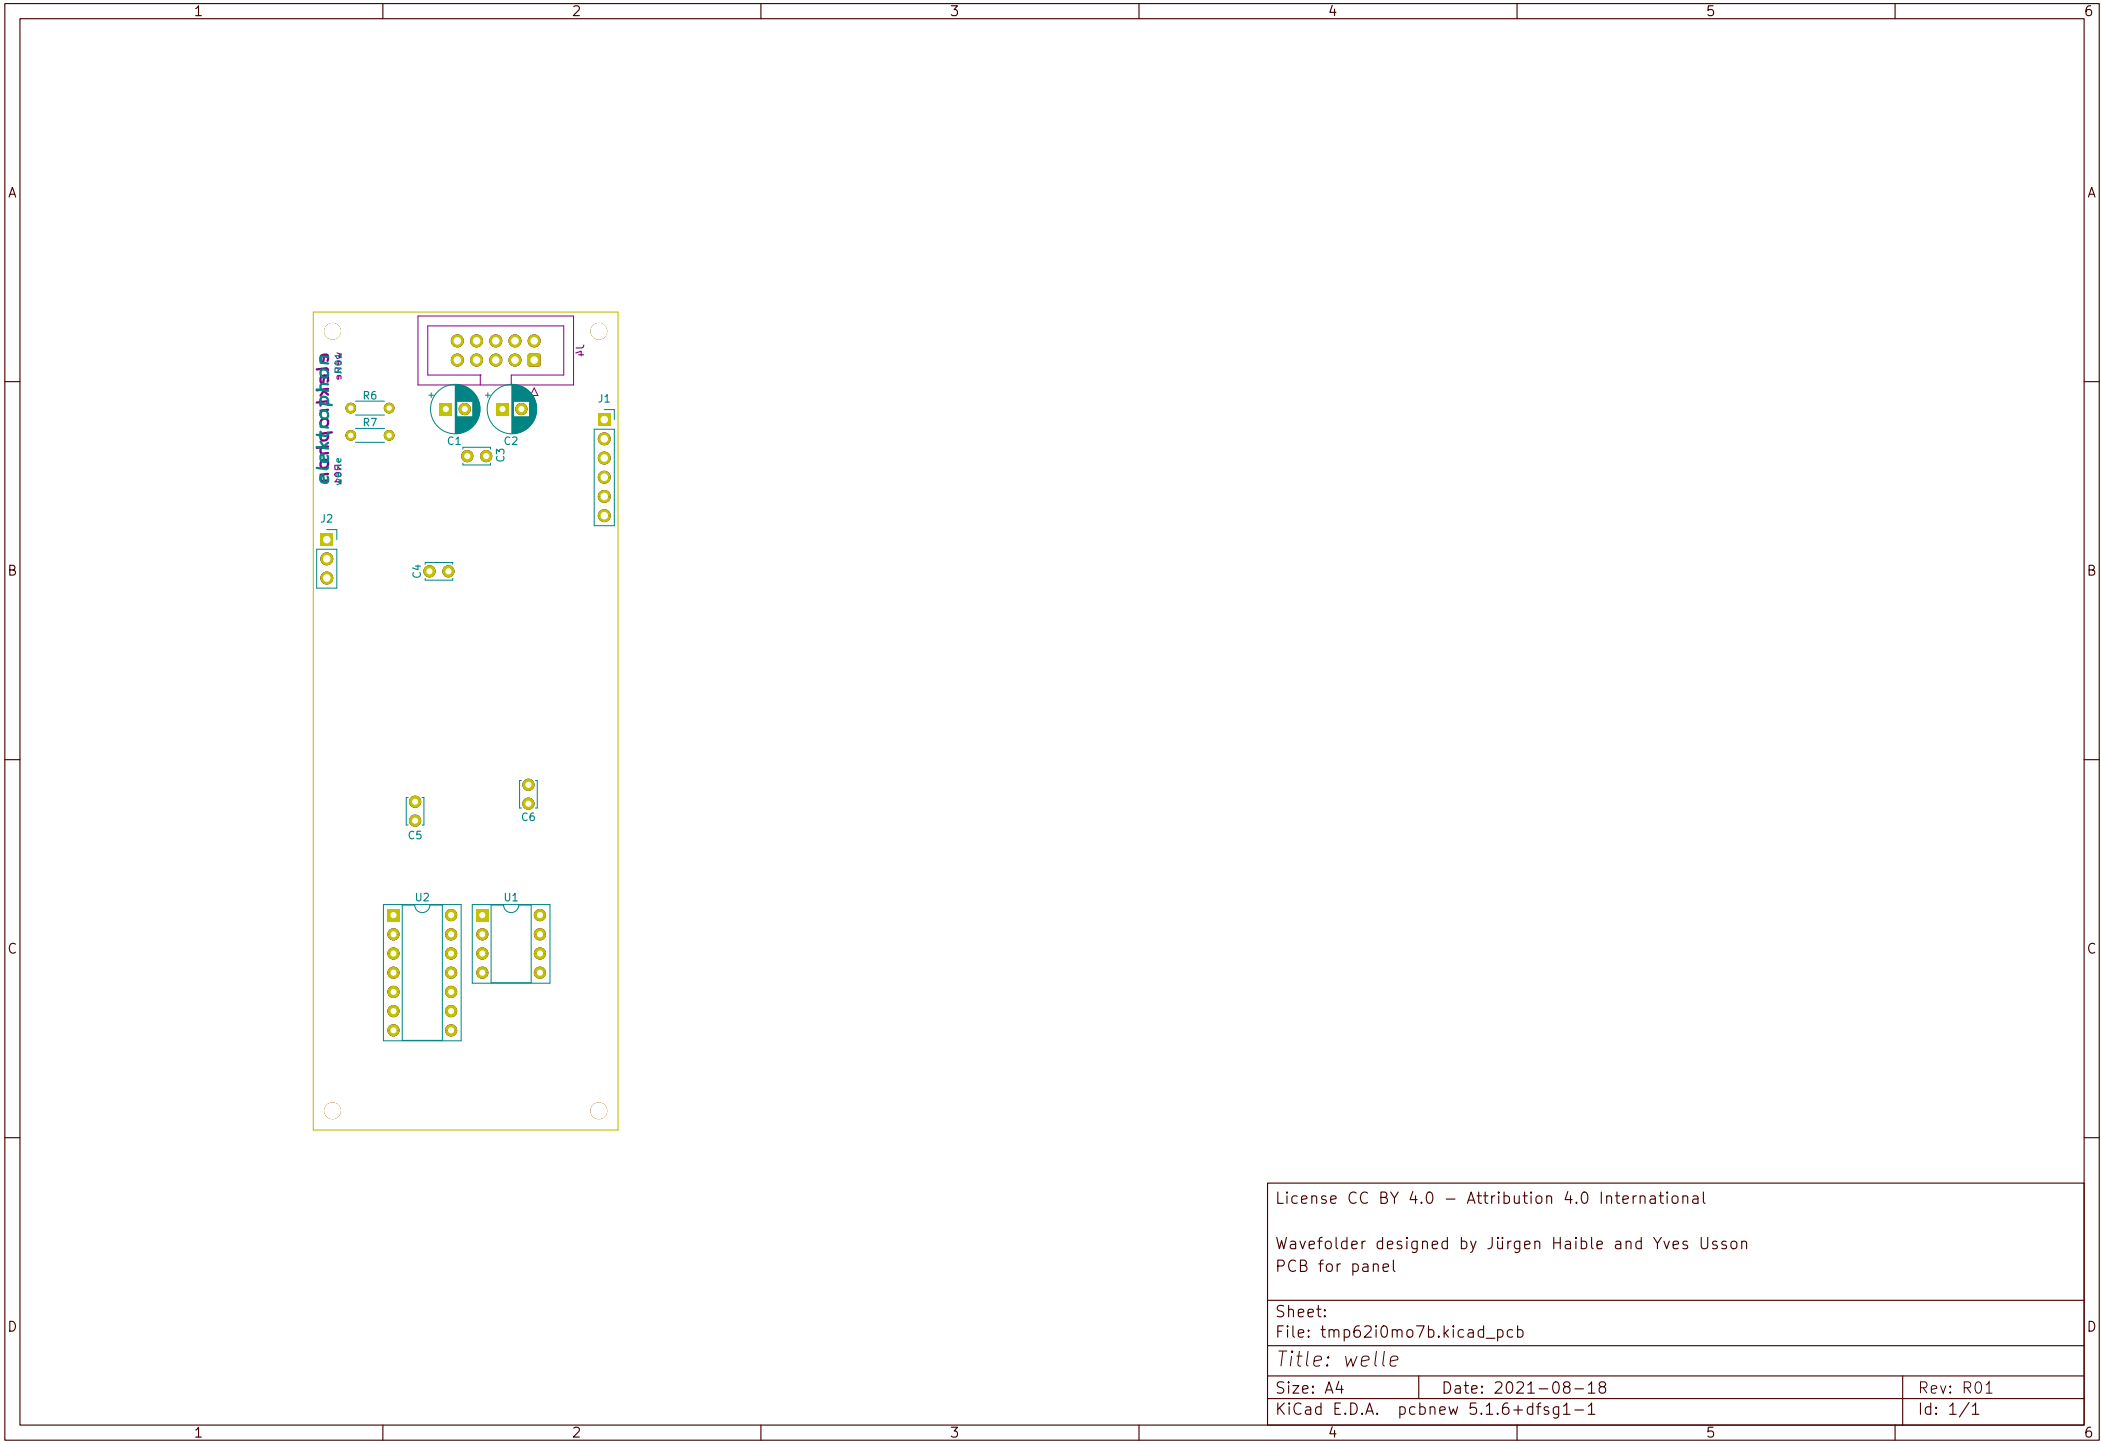 1 2 3 4 5 6
A A
J4
welle
R6
J1
R7
+ +
C1 C2
C3
welle
J2
B B
C4
C6
C5
U2 U1
C C
License CC BY 4.0 - Attribution 4.0 International
Wavefolder designed by Jürgen Haible and Yves Usson
PCB for panel
Sheet:
D D
File: tmp62i0mo7b.kicad_pcb
Title: welle
Size: A4 Date: 2021-08-18 Rev: R01
KiCad E.D.A. pcbnew 5.1.6+dfsg1-1 Id: 1/1
1 2 3 4 5 6